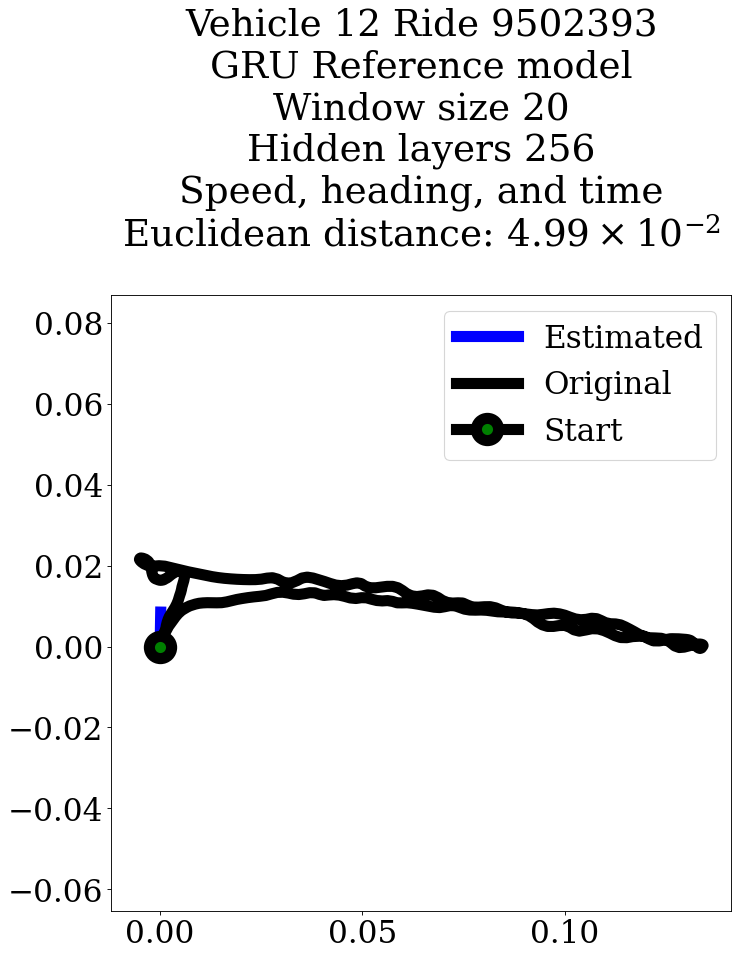 Vehicle 12 Ride 9502393
GRU Reference model
Window size 20
Hidden layers 256
Speed, heading, and time
Euclidean distance: 4.99 × 10⁻²
Estimated
Original
Start
0.08
0.06
0.04
0.02
0.00
−0.02
−0.04
−0.06
0.00 0.05 0.10